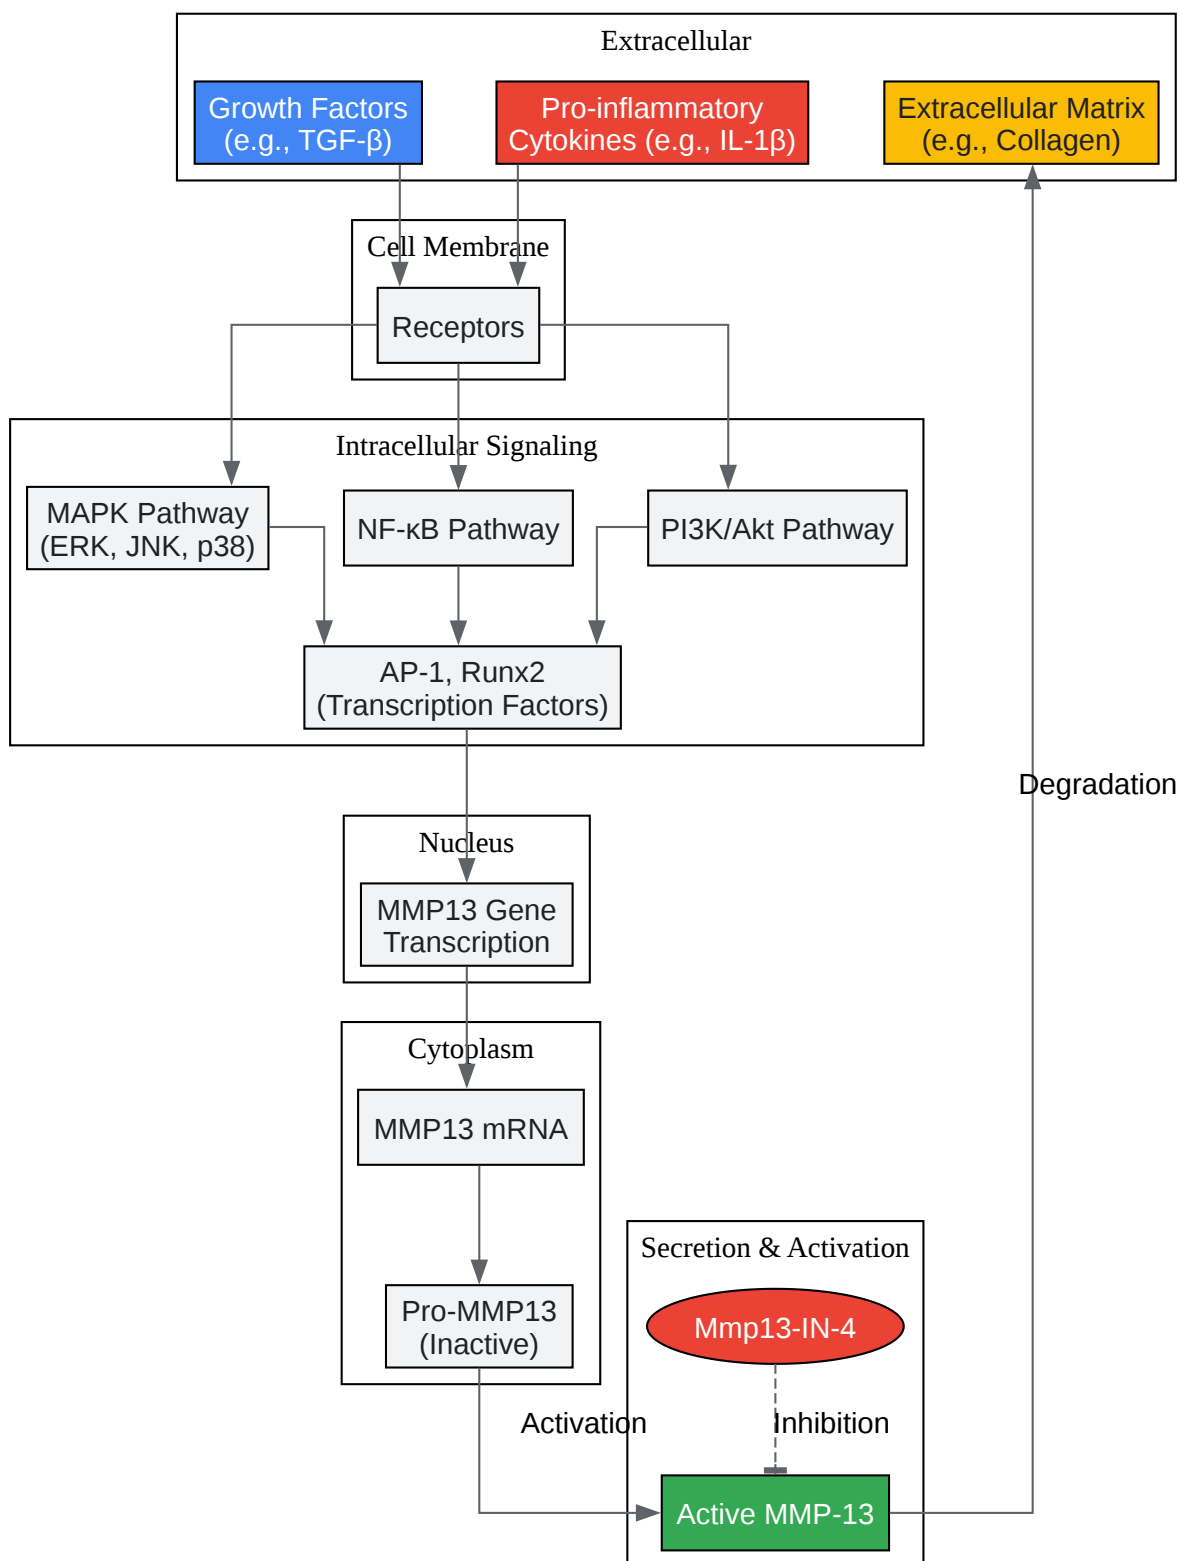 Extracellular
Growth Factors
(e.g., TGF-β)
Pro-inflammatory
Cytokines (e.g., IL-1β)
Extracellular Matrix
(e.g., Collagen)
Cell Membrane
Receptors
Intracellular Signaling
MAPK Pathway
(ERK, JNK, p38)
NF-κB Pathway
PI3K/Akt Pathway
AP-1, Runx2
(Transcription Factors)
Degradation
Nucleus
MMP13 Gene
Transcription
Cytoplasm
MMP13 mRNA
Pro-MMP13
(Inactive)
Secretion & Activation
Mmp13-IN-4
Activation
Inhibition
Active MMP-13